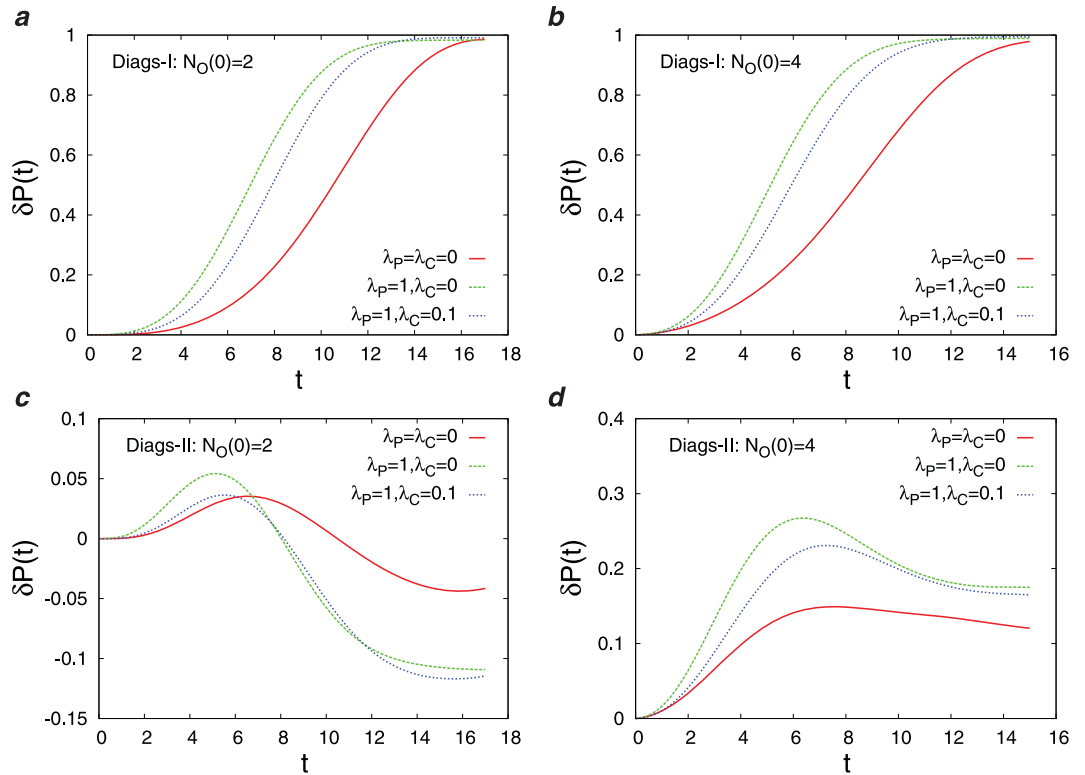 a
Diags-I: N_O(0)=2
δP(t)
1
0.8
0.6
0.4
0.2
0
λ_P=λ_C=0
λ_P=1,λ_C=0
λ_P=1,λ_C=0.1
0 2 4 6 8 10 12 14 16 18
t
b
Diags-I: N_O(0)=4
δP(t)
1
0.8
0.6
0.4
0.2
0
λ_P=λ_C=0
λ_P=1,λ_C=0
λ_P=1,λ_C=0.1
0 2 4 6 8 10 12 14 16
t
c
Diags-II: N_O(0)=2
δP(t)
0.1
0.05
0
-0.05
-0.1
-0.15
λ_P=λ_C=0
λ_P=1,λ_C=0
λ_P=1,λ_C=0.1
0 2 4 6 8 10 12 14 16 18
t
d
Diags-II: N_O(0)=4
δP(t)
0.4
0.3
0.2
0.1
0
λ_P=λ_C=0
λ_P=1,λ_C=0
λ_P=1,λ_C=0.1
0 2 4 6 8 10 12 14 16
t